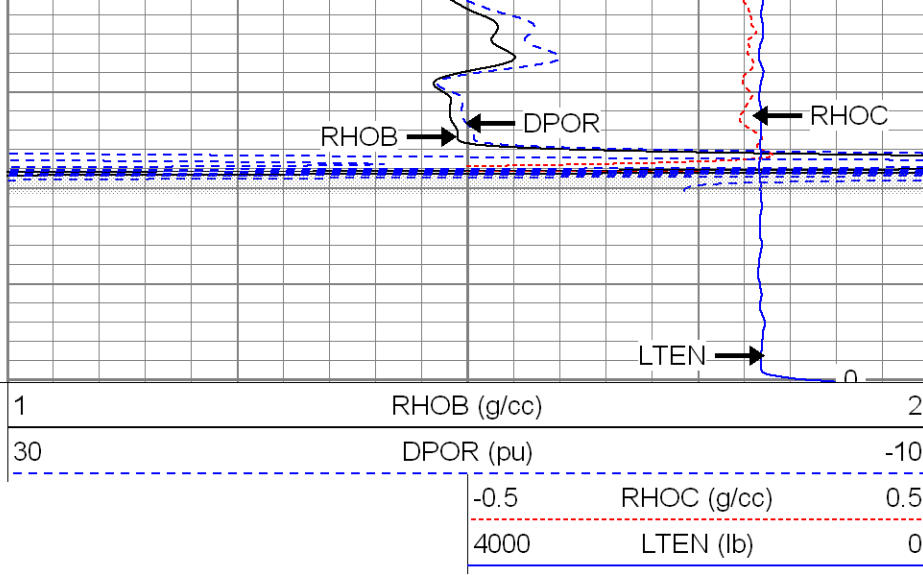 RHOC
DPOR
RHOB
LTEN
0
1 RHOB (g/cc) 2
30 DPOR (pu) -10
-0.5 RHOC (g/cc) 0.5
4000 LTEN (lb) 0